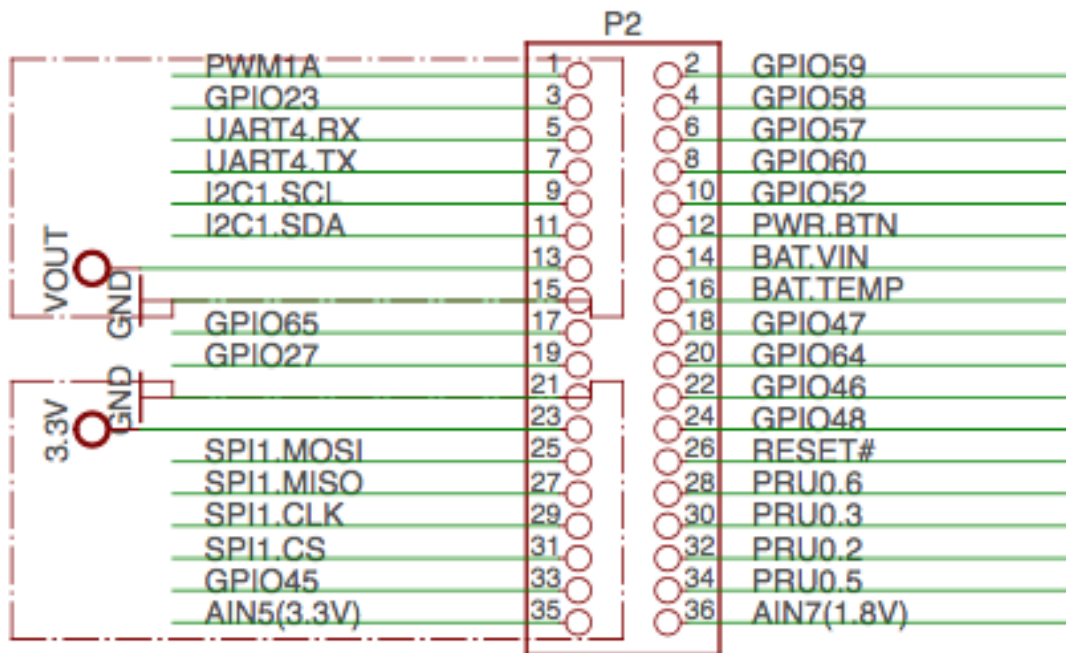 P2
PWM1A 1 2 GPIO59
GPIO23 3 4 GPIO58
UART4.RX 5 6 GPIO57
UART4.TX 7 8 GPIO60
I2C1.SCL 9 10 GPIO52
I2C1.SDA 11 12 PWR.BTN
VOUT 13 14 BAT.VIN
GND 15 16 BAT.TEMP
GPIO65 17 18 GPIO47
GPIO27 19 20 GPIO64
GND 21 22 GPIO46
3.3V 23 24 GPIO48
SPI1.MOSI 25 26 RESET#
SPI1.MISO 27 28 PRU0.6
SPI1.CLK 29 30 PRU0.3
SPI1.CS 31 32 PRU0.2
GPIO45 33 34 PRU0.5
AIN5(3.3V) 35 36 AIN7(1.8V)